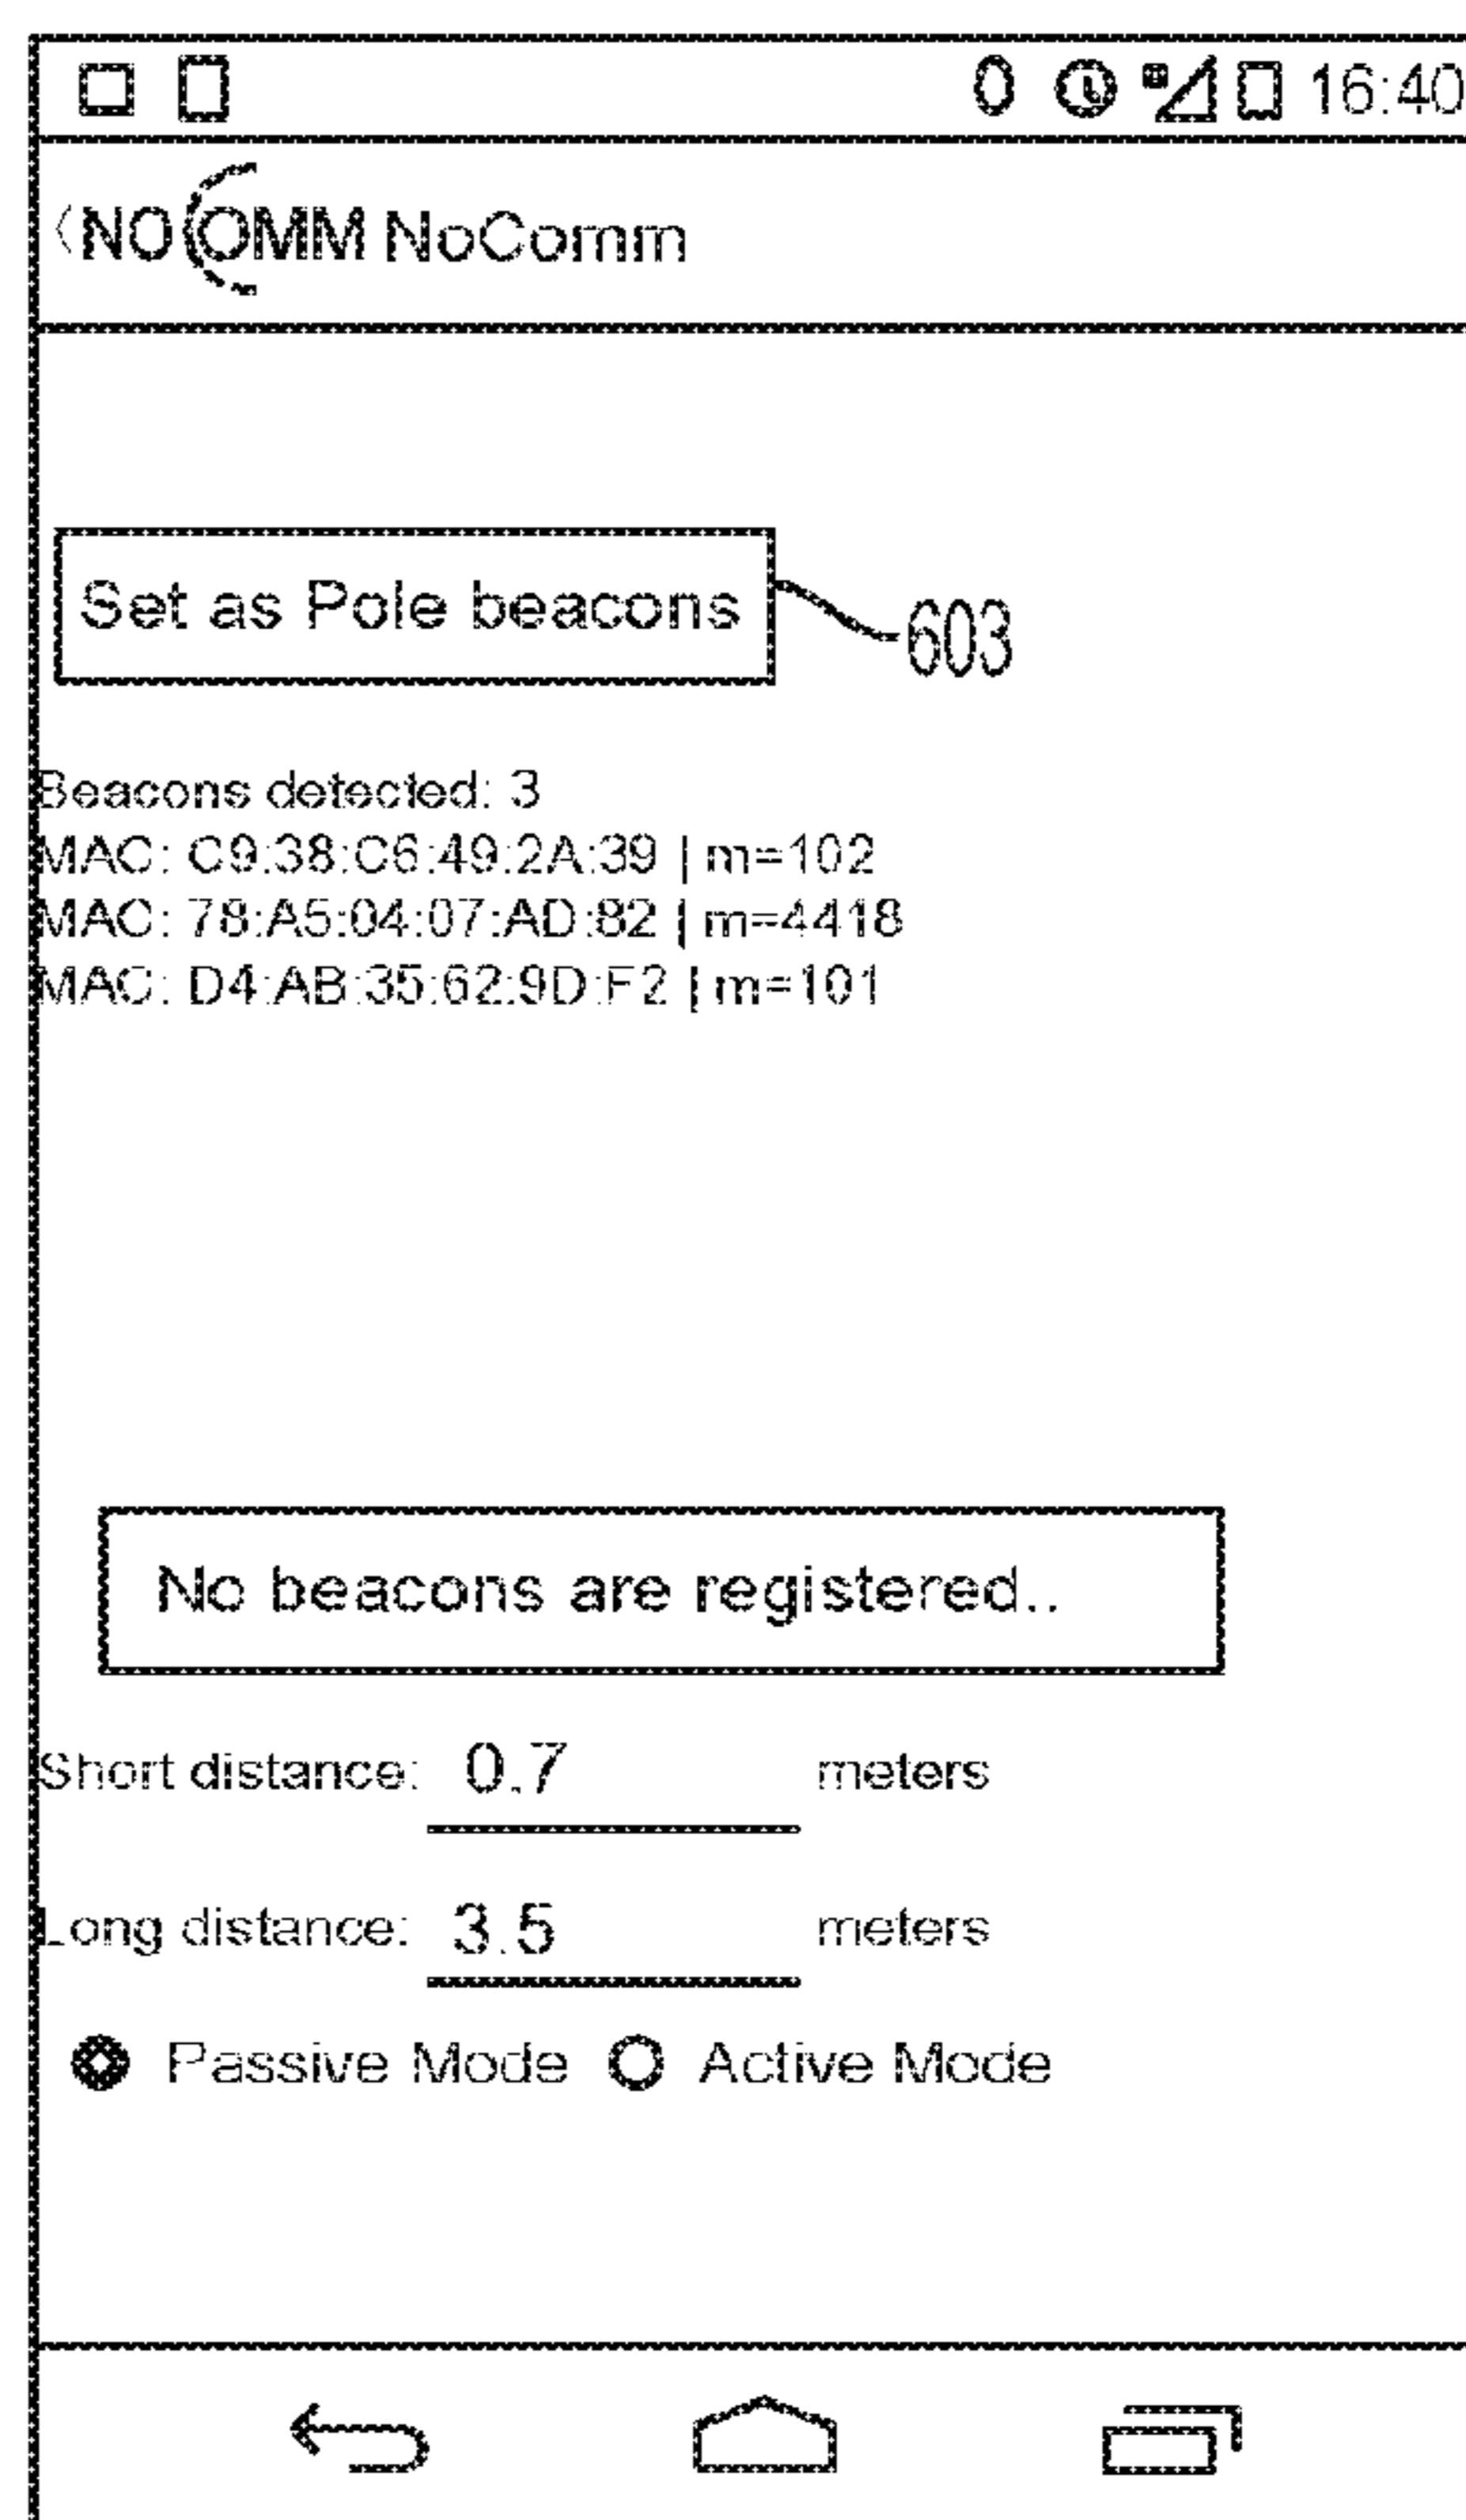 16:40
NO COMM NoComm
Set as Pole beacons
603
Beacons detected: 3
MAC: C9:38:C6:49:2A:39 | m=102
MAC: 78:A5:04:07:AD:82 | m=4418
MAC: D4:AB:35:62:9D:F2 | m=101
No beacons are registered..
Short distance: 0.7 meters
Long distance: 3.5 meters
Passive Mode Active Mode